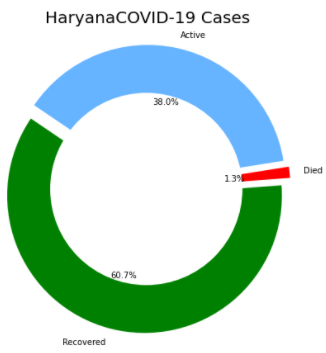 HaryanaCOVID-19 Cases
Active
38.0%
Died
1.3%
60.7%
Recovered